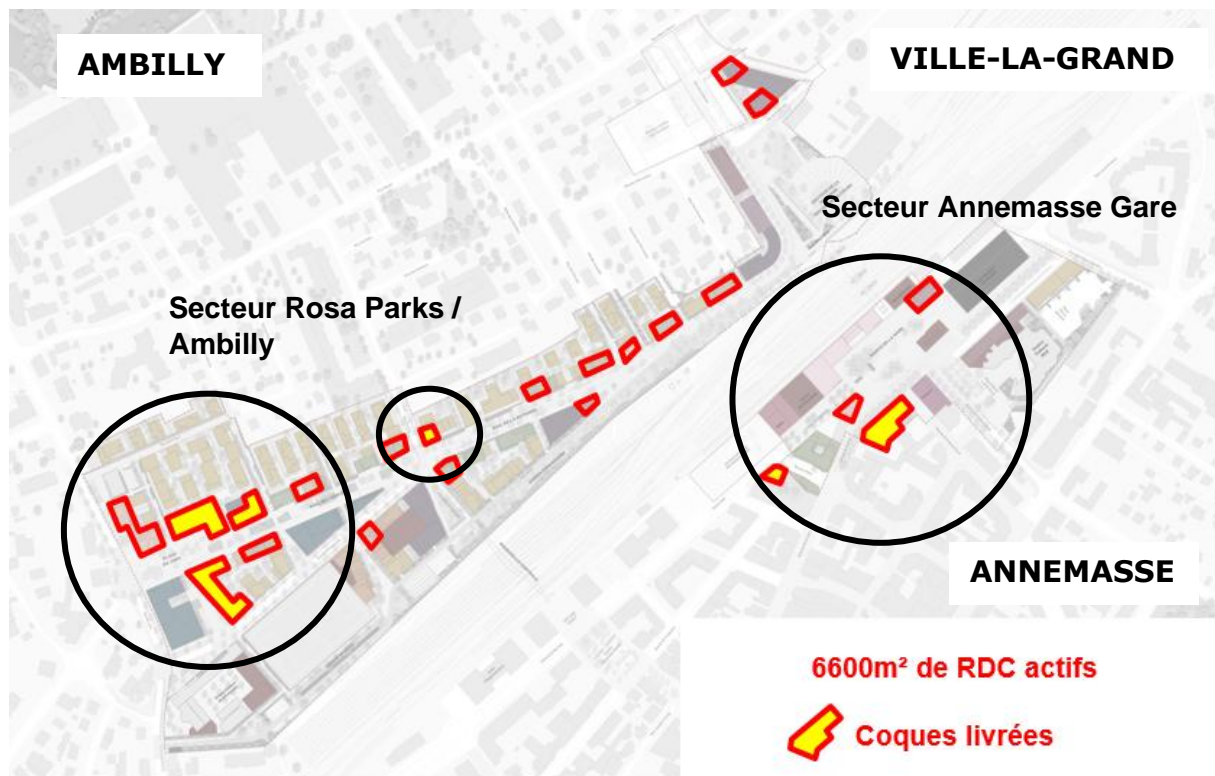 AMBILLY
VILLE-LA-GRAND
Secteur Annemasse Gare
Secteur Rosa Parks /
Ambilly
ANNEMASSE
6600m² de RDC actifs
Coques livrées